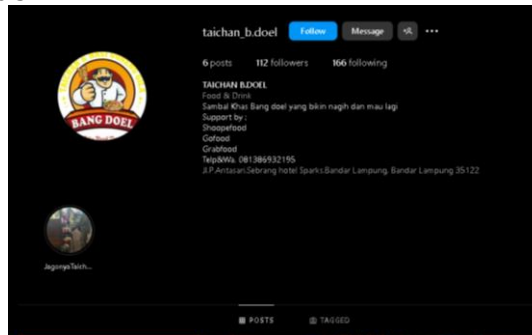 taichan_b.doel Follow Message
6 posts 112 followers 166 following
TAICHAN B.DOEL
Food & Drink
Sambal Khas Bang doel yang bikin nagih dan mau lagi
Support by ;
Shoopefood
Gofood
Grabfood
Telp&Wa. 081386932195
Jl.P.Antasari.Sebrang hotel Sparks.Bandar Lampung, Bandar Lampung 35122
BANG DOEL
JagonyaTaich...
POSTS TAGGED